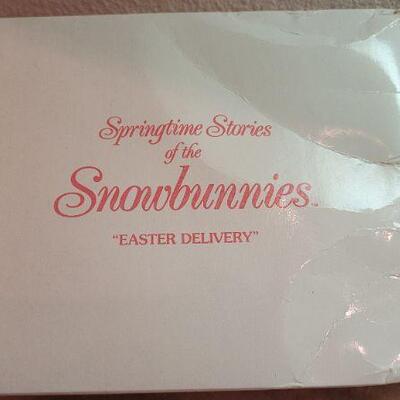 Springtime Stories
of the
Snowbunnies™
"EASTER DELIVERY"